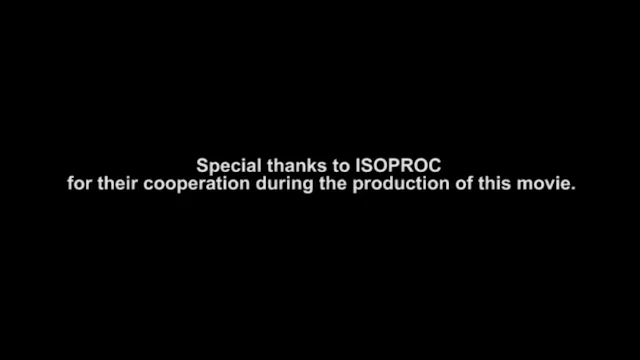 Special thanks to ISOPROC
for their cooperation during the production of this movie.